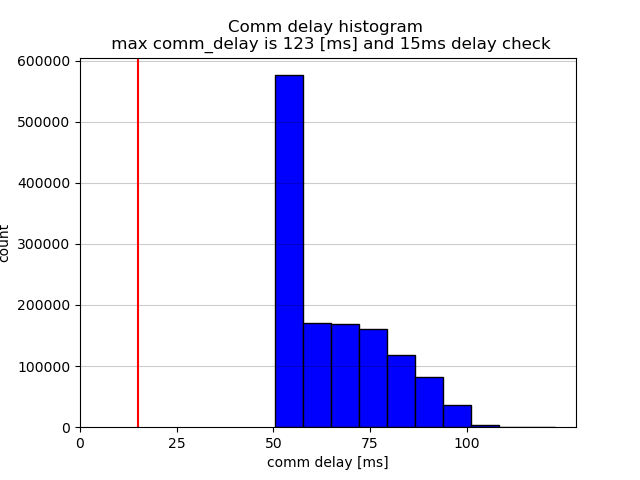 Comm delay histogram
max comm_delay is 123 [ms] and 15ms delay check
600000
500000
400000
300000
200000
100000
0
count
0 25 50 75 100
comm delay [ms]